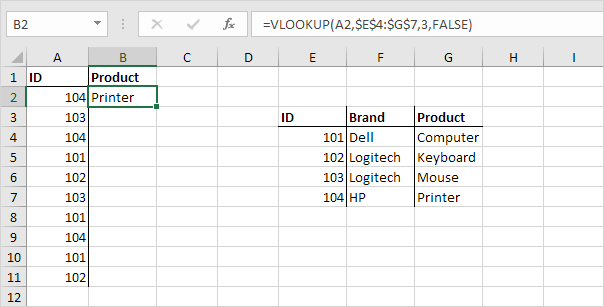 B2 fx =VLOOKUP(A2,$E$4:$G$7,3,FALSE)
A B C D E F G H I
1 ID Product
2 104 Printer
3 103 ID Brand Product
4 104 101 Dell Computer
5 101 102 Logitech Keyboard
6 102 103 Logitech Mouse
7 103 104 HP Printer
8 101
9 104
10 101
11 102
12